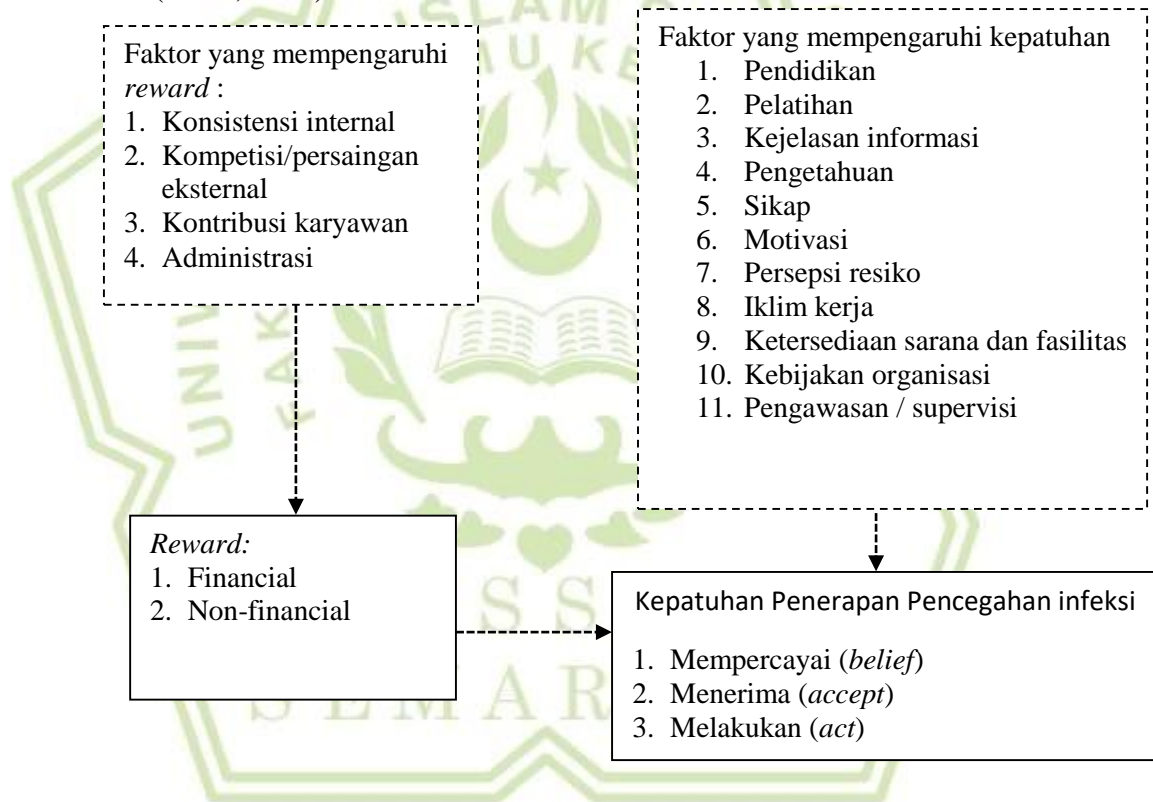 Faktor yang mempengaruhi
reward :
1. Konsistensi internal
2. Kompetisi/persaingan
eksternal
3. Kontribusi karyawan
4. Administrasi
Faktor yang mempengaruhi kepatuhan
1. Pendidikan
2. Pelatihan
3. Kejelasan informasi
4. Pengetahuan
5. Sikap
6. Motivasi
7. Persepsi resiko
8. Iklim kerja
9. Ketersediaan sarana dan fasilitas
10. Kebijakan organisasi
11. Pengawasan / supervisi
Reward:
1. Financial
2. Non-financial
Kepatuhan Penerapan Pencegahan infeksi
1. Mempercayai (belief)
2. Menerima (accept)
3. Melakukan (act)